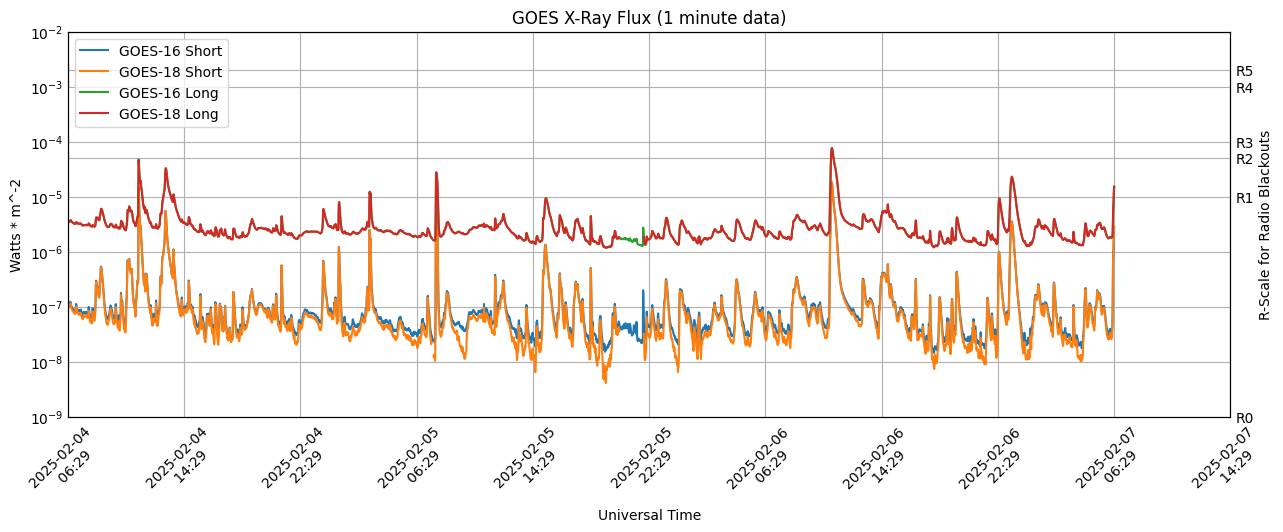 GOES X-Ray Flux (1 minute data)
GOES-16 Short
GOES-18 Short
GOES-16 Long
GOES-18 Long
Watts * m^-2
10−2
10−3
10−4
10−5
10−6
10−7
10−8
10−9
R5
R4
R3
R2
R1
R0
R-Scale for Radio Blackouts
2025-02-04
06:29
2025-02-04
14:29
2025-02-04
22:29
2025-02-05
06:29
2025-02-05
14:29
2025-02-05
22:29
2025-02-06
06:29
2025-02-06
14:29
2025-02-06
22:29
2025-02-07
06:29
2025-02-07
14:29
Universal Time